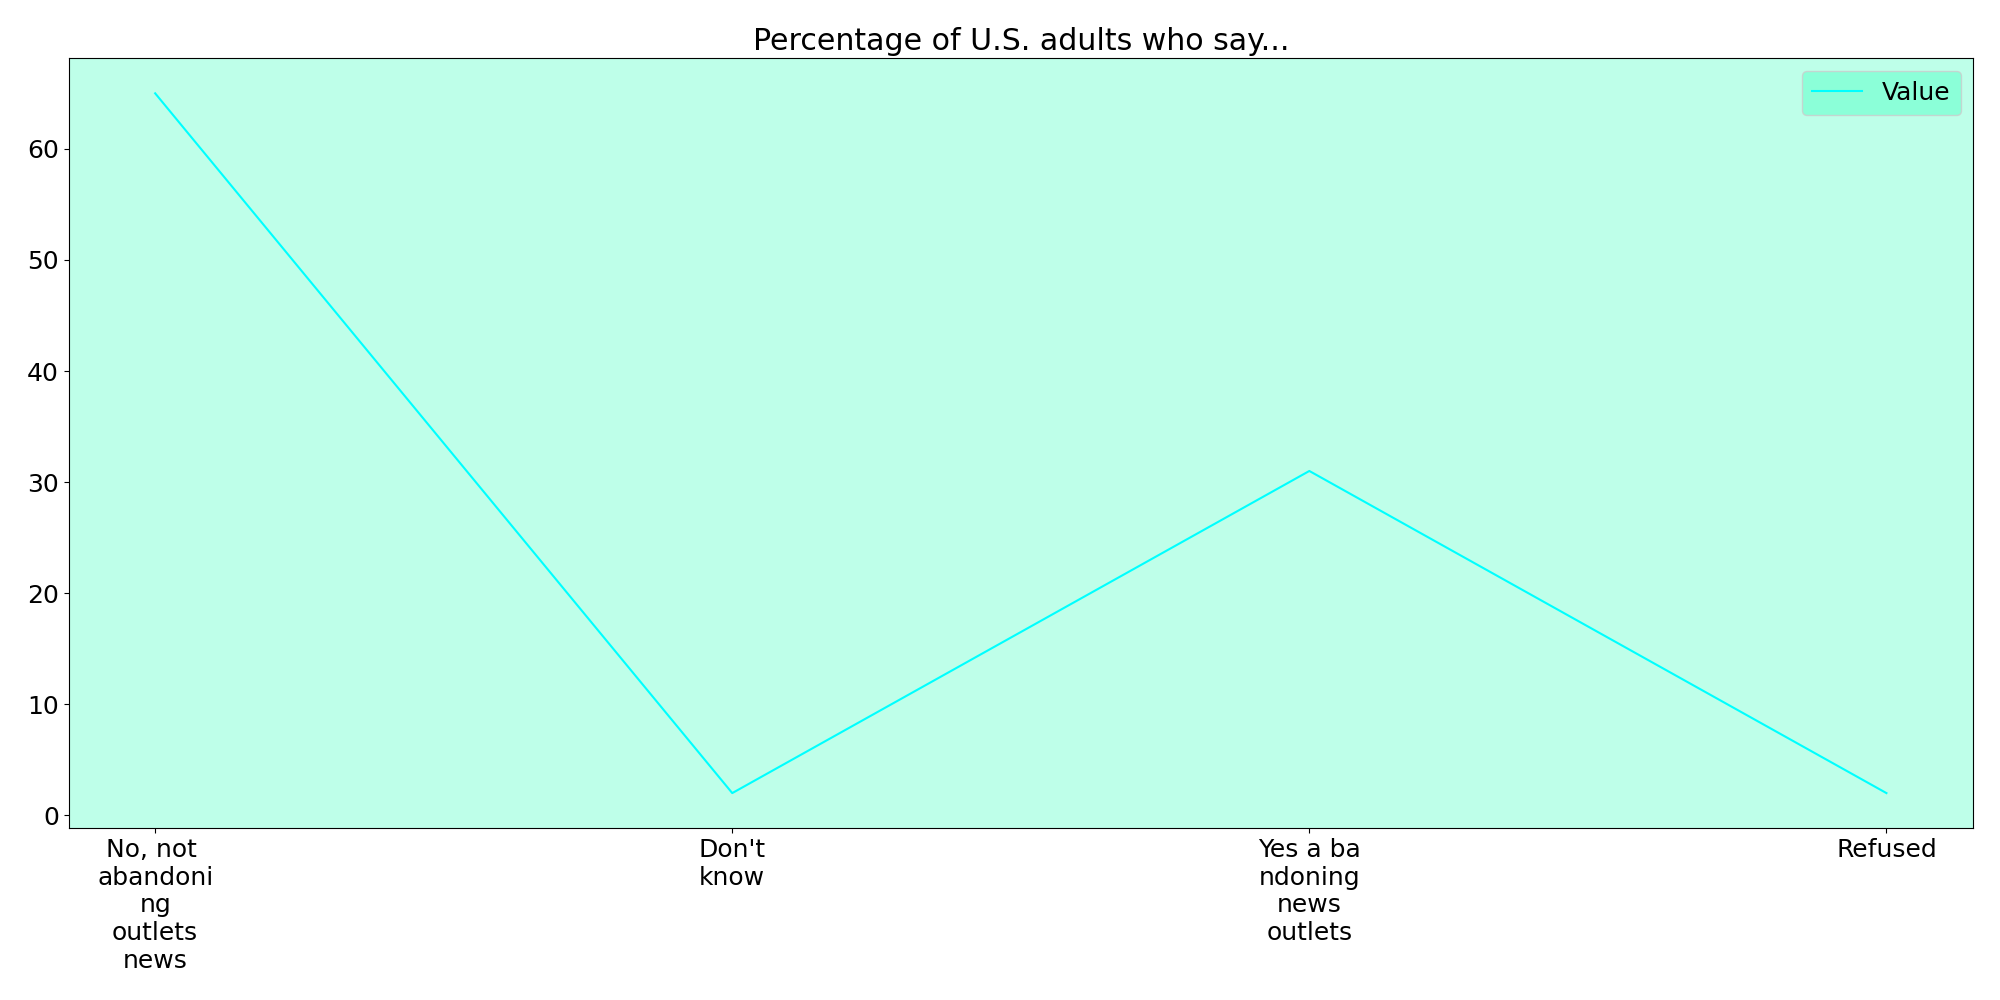 Percentage of U.S. adults who say...
Value
60
50
40
30
20
10
0
No, not
abandoni
ng
outlets
news
Don't
know
Yes a ba
ndoning
news
outlets
Refused